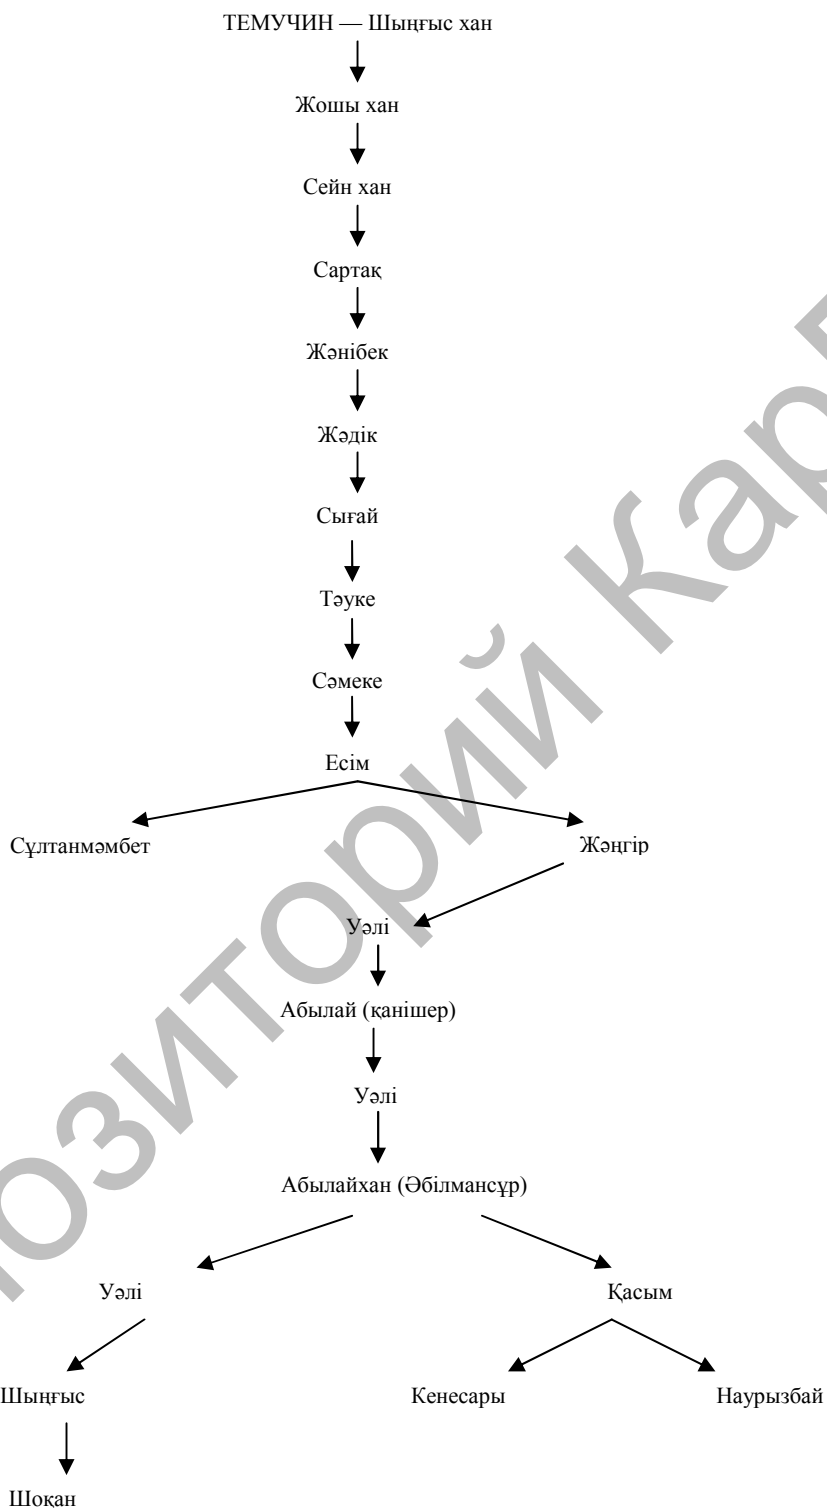 ТЕМУЧИН — Шыңғыс хан
Жошы хан
Сейн хан
Сартақ
Жәнібек
Жәдік
Сығай
Тәуке
Сәмеке
Есім
Сұлтанмәмбет
Жәңгір
Уәлі
Абылай (қанішер)
Уәлі
Абылайхан (Әбілмансұр)
Уәлі
Қасым
Шыңғыс
Кенесары
Наурызбай
Шоқан